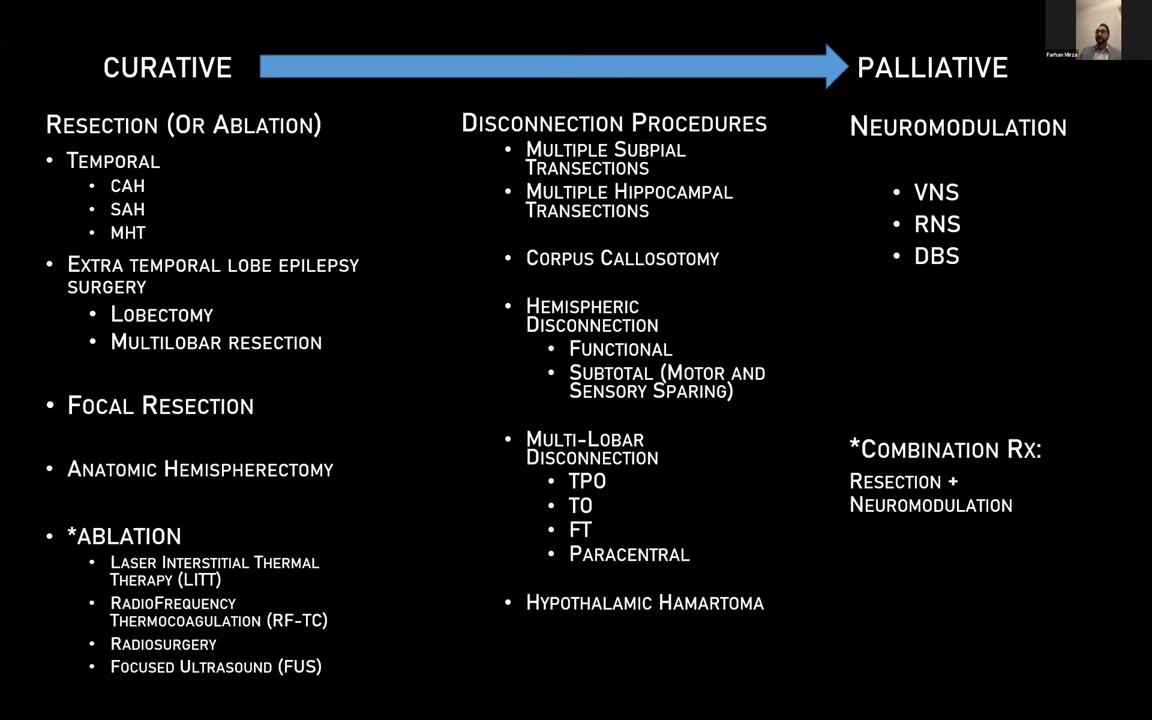 CURATIVE
PALLIATIVE
Farhan Mirza
RESECTION (OR ABLATION)
• TEMPORAL
• CAH
• SAH
• MHT
• EXTRA TEMPORAL LOBE EPILEPSY
SURGERY
• LOBECTOMY
• MULTILOBAR RESECTION
• FOCAL RESECTION
• ANATOMIC HEMISPHERECTOMY
• *ABLATION
• LASER INTERSTITIAL THERMAL
THERAPY (LITT)
• RADIOFREQUENCY
THERMOCOAGULATION (RF-TC)
• RADIOSURGERY
• FOCUSED ULTRASOUND (FUS)
DISCONNECTION PROCEDURES
• MULTIPLE SUBPIAL
TRANSECTIONS
• MULTIPLE HIPPOCAMPAL
TRANSECTIONS
• CORPUS CALLOSOTOMY
• HEMISPHERIC
DISCONNECTION
• FUNCTIONAL
• SUBTOTAL (MOTOR AND
SENSORY SPARING)
• MULTI-LOBAR
DISCONNECTION
• TPO
• TO
• FT
• PARACENTRAL
• HYPOTHALAMIC HAMARTOMA
NEUROMODULATION
• VNS
• RNS
• DBS
*COMBINATION RX:
RESECTION +
NEUROMODULATION